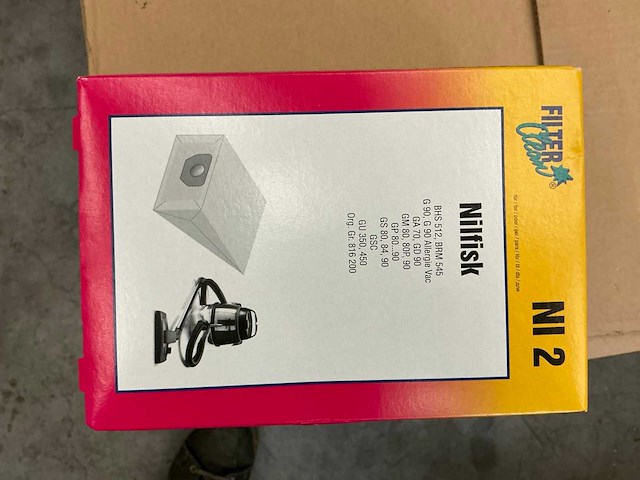 FILTER
Clean ®
NI 2
Nilfisk
BHS 512, BRM 545
G 90, G 90 Allergie Vac
GA 70, GD 90
GM 80, 80P, 90
GP 80...90
GS 80, 84, 90
GSC
GU 350, 450
Org. Gr. 816 200